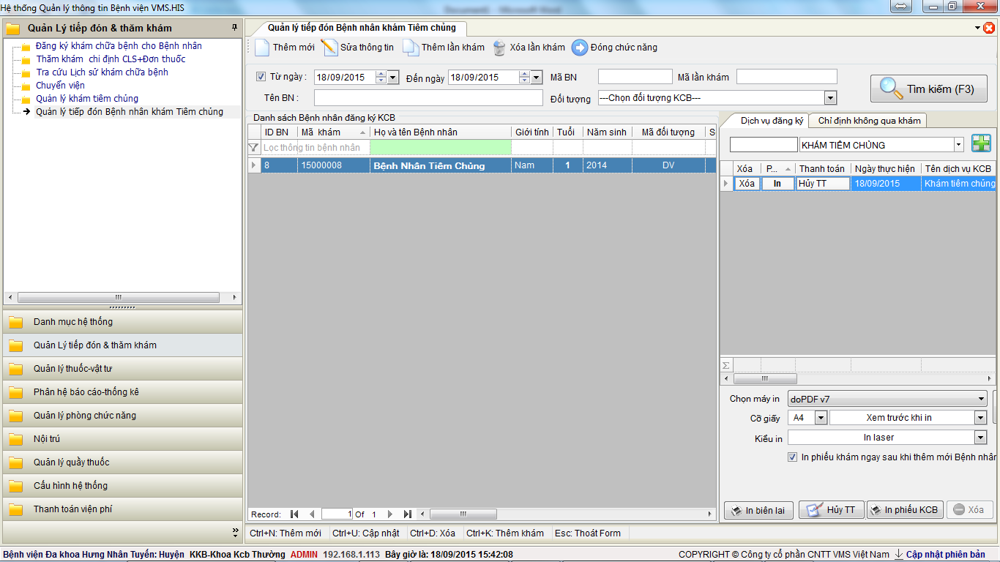 Hệ thống Quản lý thông tin Bệnh viện VMS.HIS
Quản Lý tiếp đón & thăm khám
Đăng ký khám chữa bệnh cho Bệnh nhân
Thăm khám chỉ định CLS+Đơn thuốc
Tra cứu Lịch sử khám chữa bệnh
Chuyển viện
Quản lý khám tiêm chủng
Quản lý tiếp đón Bệnh nhân khám Tiêm chủng
Danh mục hệ thống
Quản Lý tiếp đón & thăm khám
Quản lý thuốc-vật tư
Phân hệ báo cáo-thống kê
Quản lý phòng chức năng
Nội trú
Quản lý quầy thuốc
Cấu hình hệ thống
Thanh toán viện phí
Quản lý tiếp đón Bệnh nhân khám Tiêm chủng
Thêm mới Sửa thông tin Thêm lần khám Xóa lần khám Đóng chức năng
Từ ngày : 18/09/2015 Đến ngày 18/09/2015 Mã BN Mã lần khám
Tên BN : Đối tượng ---Chọn đối tượng KCB---
Tìm kiếm (F3)
Danh sách Bệnh nhân đăng ký KCB
ID BN Mã khám Họ và tên Bệnh nhân Giới tính Tuổi Năm sinh Mã đối tượng S
Lọc thông tin bệnh nhân
8 15000008 Bệnh Nhân Tiêm Chủng Nam 1 2014 DV
Record: 1 Of 1
Dịch vụ đăng ký Chỉ định không qua khám
KHÁM TIÊM CHỦNG
Xóa P... Thanh toán Ngày thực hiện Tên dịch vụ KCB
Xóa In Hủy TT 18/09/2015 Khám tiêm chủng
Σ
Chọn máy in doPDF v7
Cỡ giấy A4 Xem trước khi in
Kiểu in In laser
In phiếu khám ngay sau khi thêm mới Bệnh nhân
In biên lai Hủy TT In phiếu KCB Xóa
Ctrl+N: Thêm mới Ctrl+U: Cập nhật Ctrl+D: Xóa Ctrl+K: Thêm khám Esc: Thoát Form
Bệnh viện Đa khoa Hưng Nhân Tuyến: Huyện KKB-Khoa Kcb Thường ADMIN 192.168.1.113 Bây giờ là: 18/09/2015 15:42:08 COPYRIGHT © Công ty cổ phần CNTT VMS Việt Nam Cập nhật phiên bản